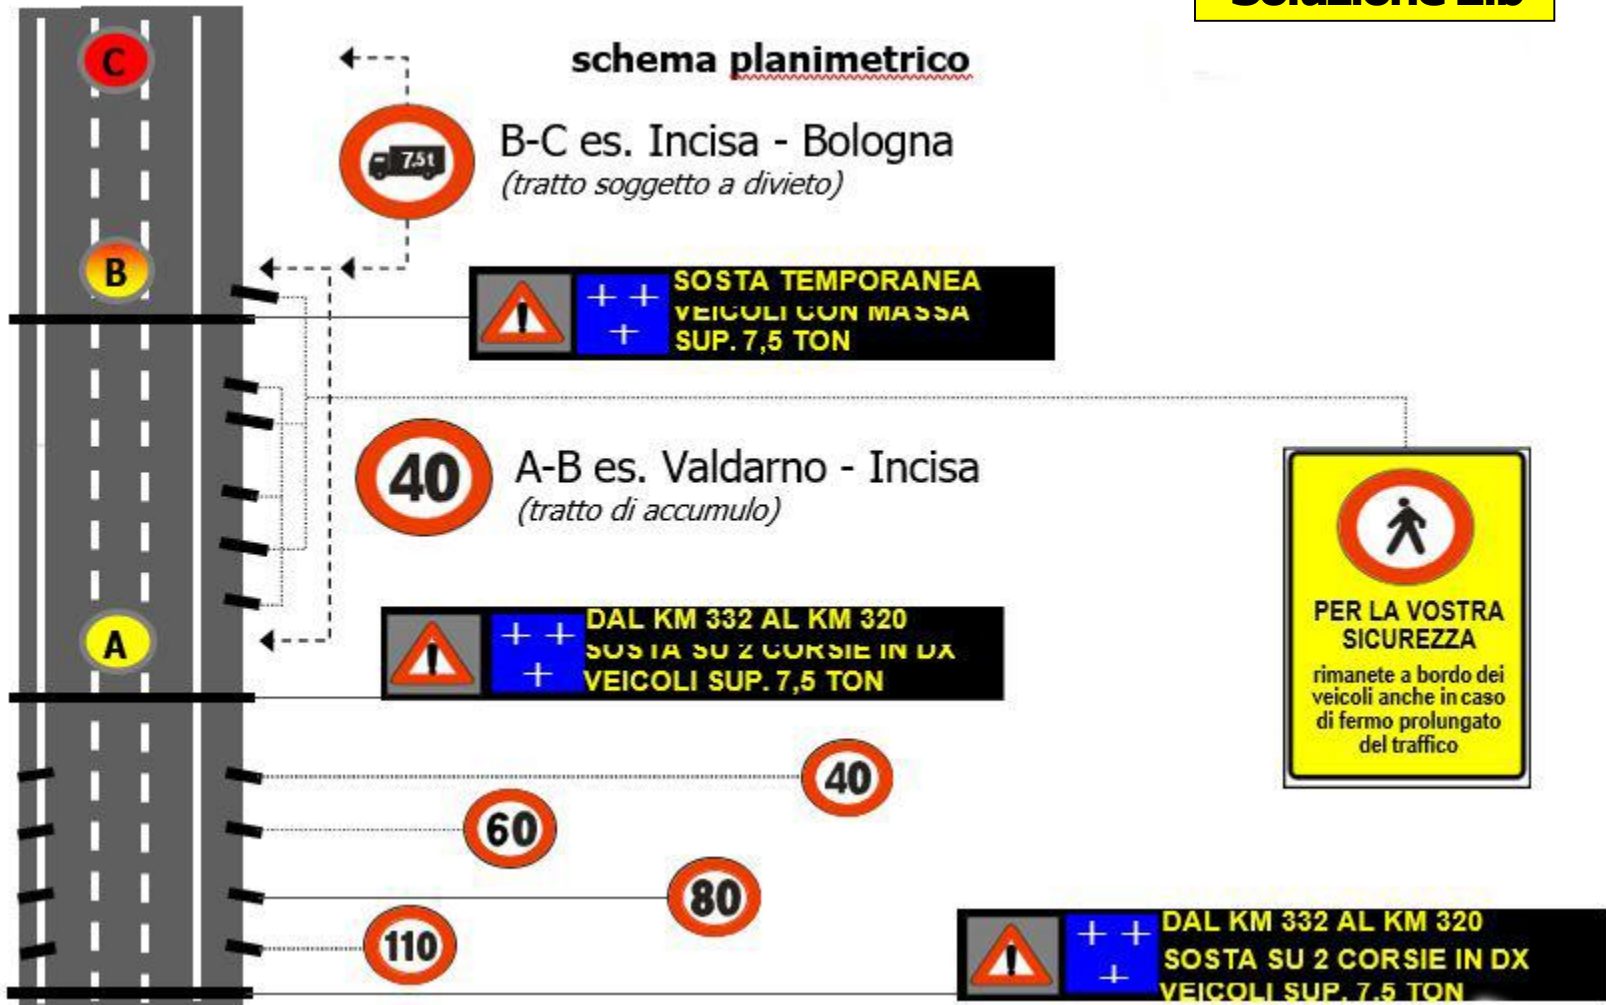 Soluzione 2.b
C
schema planimetrico
7,5t
B-C es. Incisa - Bologna
(tratto soggetto a divieto)
B
SOSTA TEMPORANEA
VEICOLI CON MASSA
SUP. 7,5 TON
40
A-B es. Valdarno - Incisa
(tratto di accumulo)
PER LA VOSTRA
SICUREZZA
rimanete a bordo dei
veicoli anche in caso
di fermo prolungato
del traffico
A
DAL KM 332 AL KM 320
SOSTA SU 2 CORSIE IN DX
VEICOLI SUP. 7,5 TON
40
60
80
110
DAL KM 332 AL KM 320
SOSTA SU 2 CORSIE IN DX
VEICOLI SUP. 7,5 TON